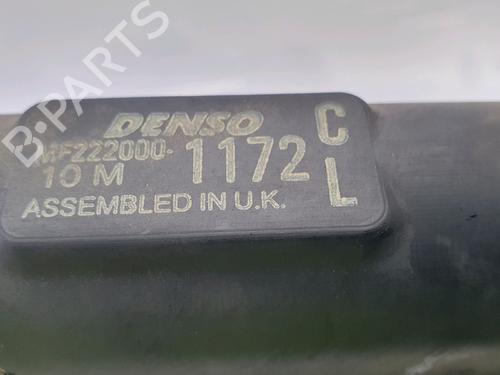 DENSO
MF222000-1172 C
10 M L
ASSEMBLED IN U.K.
B-PARTS